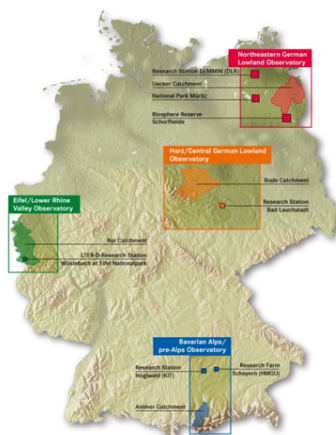 Northeastern German
Lowland Observatory
Research Station DEMMIN (DLR)
Uecker Catchment
National Park Müritz
Biosphere Reserve
Schorfheide
Harz/Central German Lowland
Observatory
Bode Catchment
Research Station
Bad Lauchstädt
Eifel/Lower Rhine
Valley Observatory
Rur Catchment
LTER-D-Research Station
Wüstebach at Eifel Nationalpark
Bavarian Alps/
pre-Alps Observatory
Research Station
Höglwald (KIT)
Research Farm
Scheyern (HMGU)
Ammer Catchment